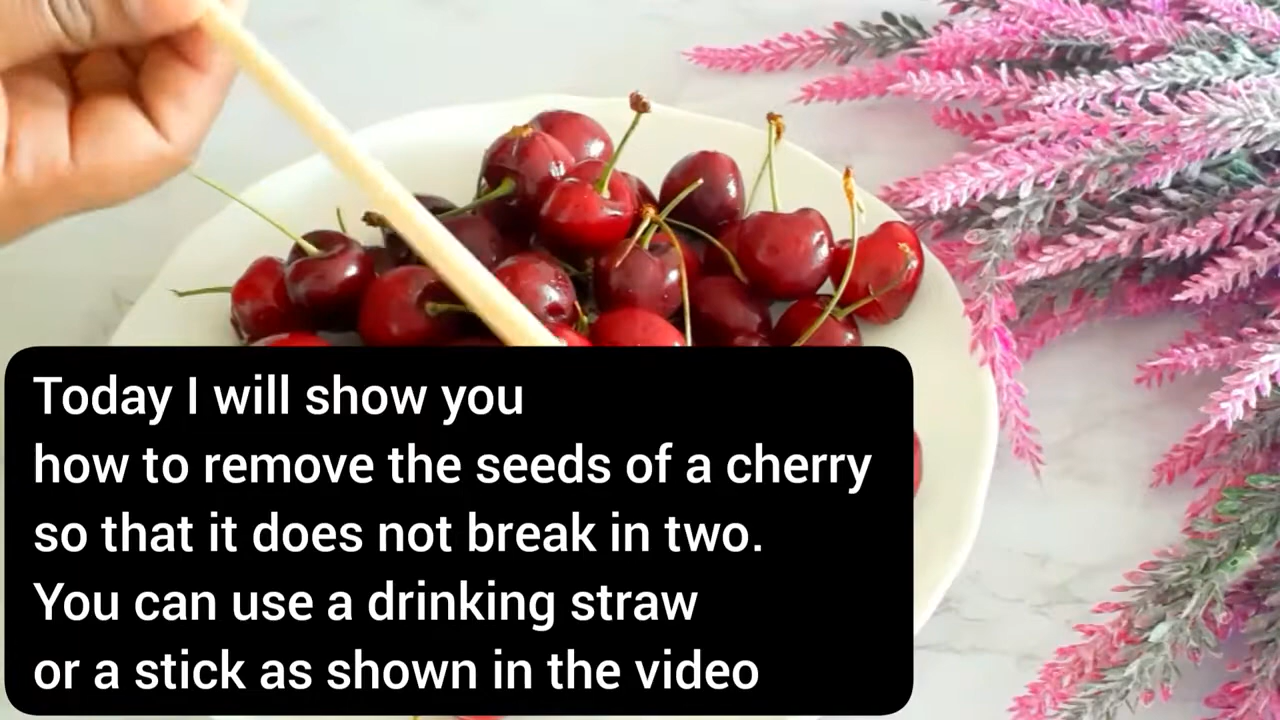 Today I will show you
how to remove the seeds of a cherry
so that it does not break in two.
You can use a drinking straw
or a stick as shown in the video